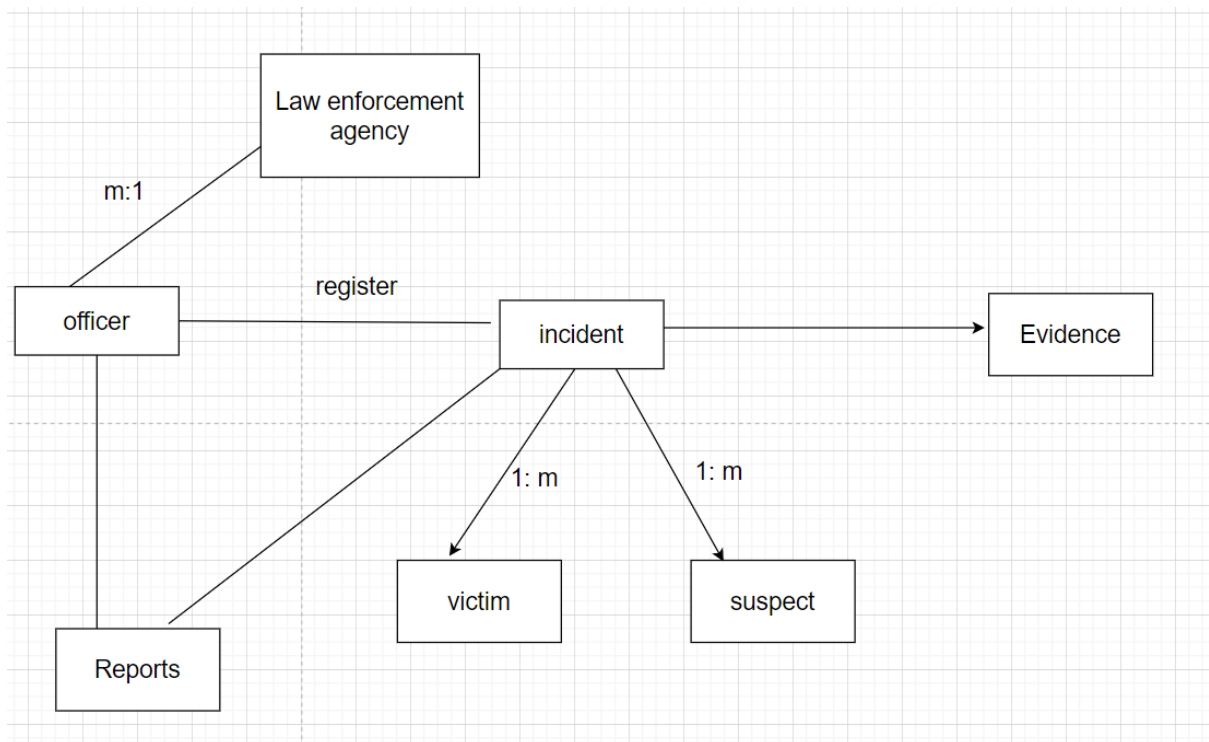 Law enforcement
agency
m:1
register
officer
incident
Evidence
1: m
1: m
victim
suspect
Reports